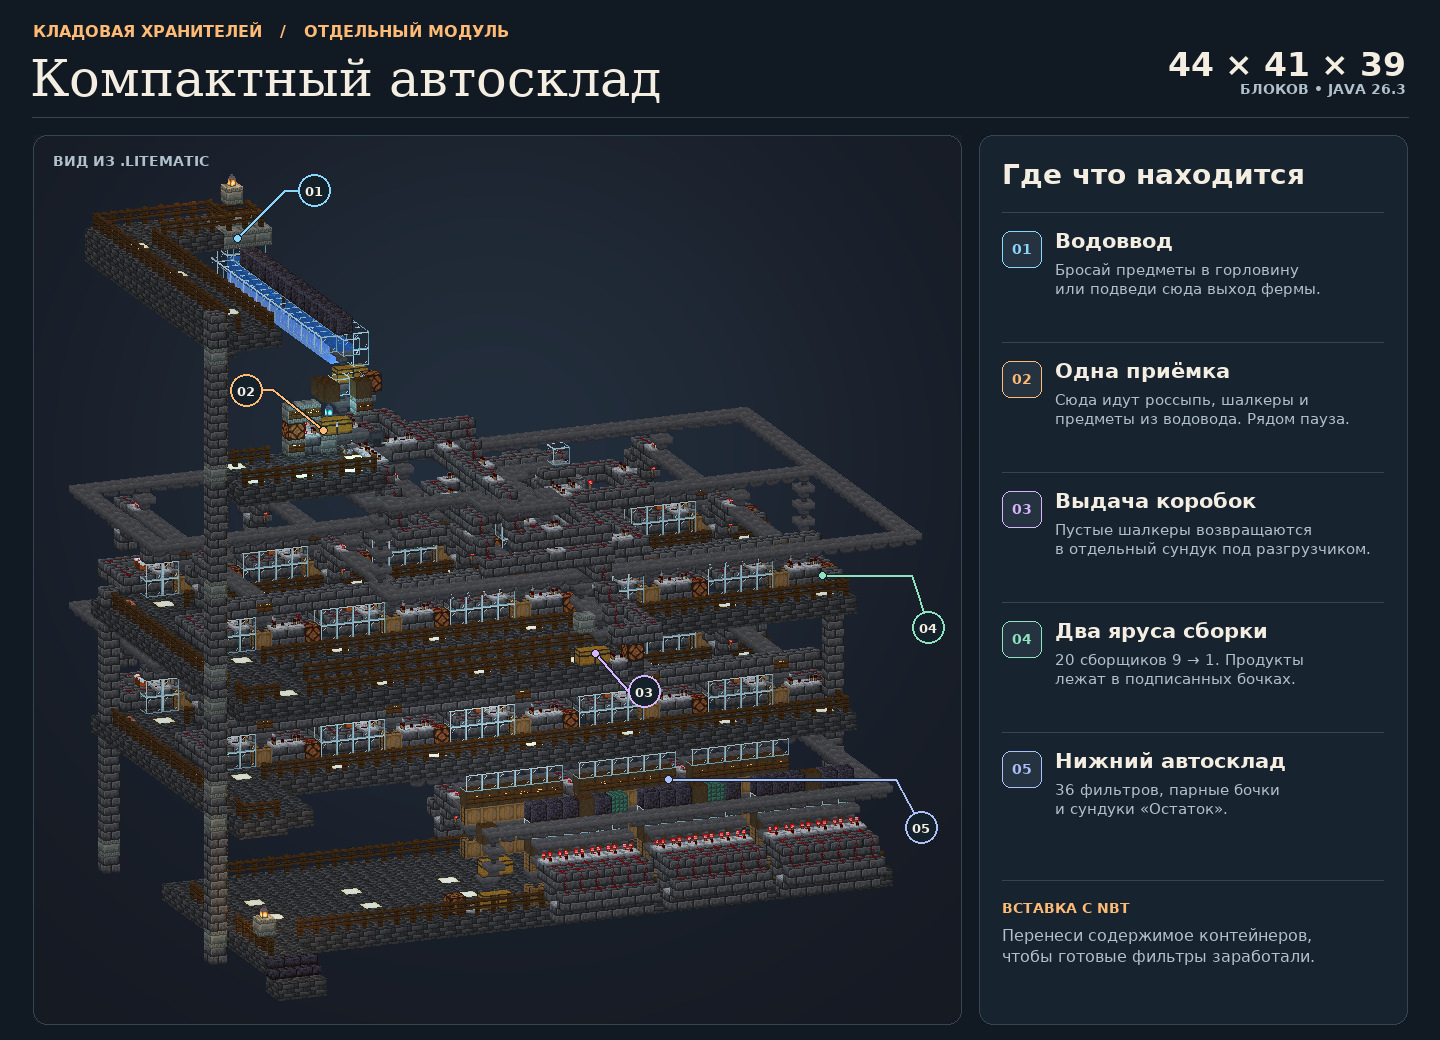 КЛАДОВАЯ ХРАНИТЕЛЕЙ / ОТДЕЛЬНЫЙ МОДУЛЬ
Компактный автосклад
44 × 41 × 39
БЛОКОВ • JAVA 26.3
ВИД ИЗ .LITEMATIC
01
02
03
04
05
Где что находится
01
Водоввод
Бросай предметы в горловину
или подведи сюда выход фермы.
02
Одна приёмка
Сюда идут россыпь, шалкеры и
предметы из водовода. Рядом пауза.
03
Выдача коробок
Пустые шалкеры возвращаются
в отдельный сундук под разгрузчиком.
04
Два яруса сборки
20 сборщиков 9 → 1. Продукты
лежат в подписанных бочках.
05
Нижний автосклад
36 фильтров, парные бочки
и сундуки «Остаток».
ВСТАВКА С NBT
Перенеси содержимое контейнеров,
чтобы готовые фильтры заработали.